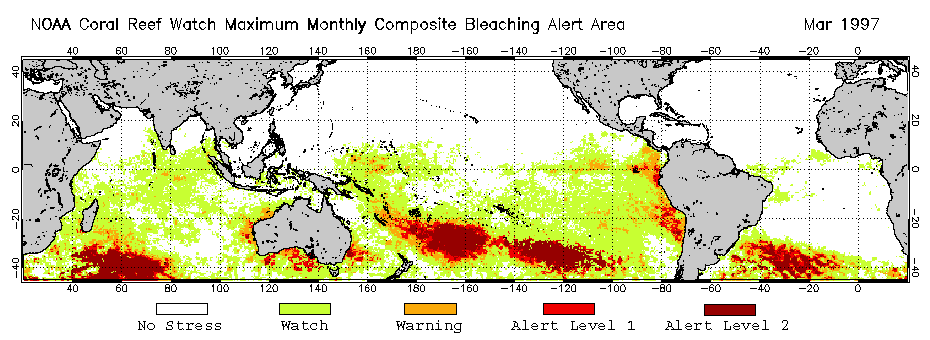 NOAA Coral Reef Watch Maximum Monthly Composite Bleaching Alert Area Mar 1997
40 60 80 100 120 140 160 180 −160 −140 −120 −100 −80 −60 −40 −20 0
40 40
20 20
0 0
−20 −20
−40 −40
40 60 80 100 120 140 160 180 −160 −140 −120 −100 −80 −60 −40 −20 0
No Stress Watch Warning Alert Level 1 Alert Level 2